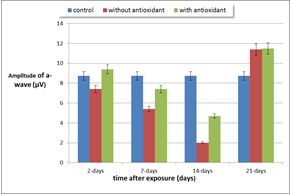 control without antioxidant with antioxidant
14
12
10
8
6
4
2
0
Amplitude of a-
wave (μV)
2-days 7-days 14-days 21-days
time after exposure (days)